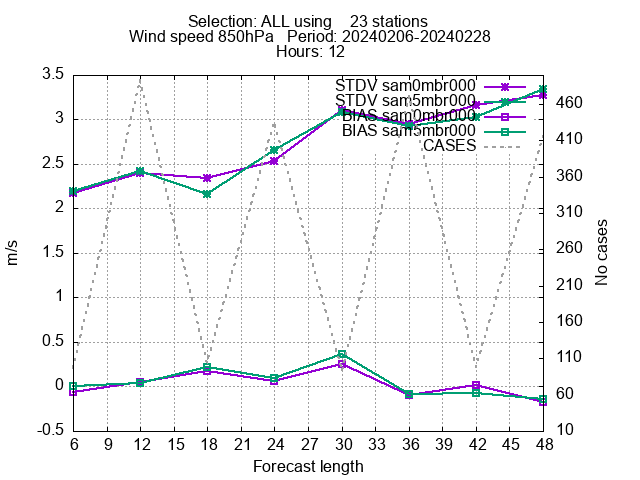 Selection: ALL using 23 stations
Wind speed 850hPa Period: 20240206-20240228
Hours: 12
STDV sam0mbr000
STDV sam5mbr000
BIAS sam0mbr000
BIAS sam5mbr000
CASES
3.5
3
2.5
2
1.5
1
0.5
0
-0.5
m/s
460
410
360
310
260
210
160
110
60
10
No cases
6 9 12 15 18 21 24 27 30 33 36 39 42 45 48
Forecast length